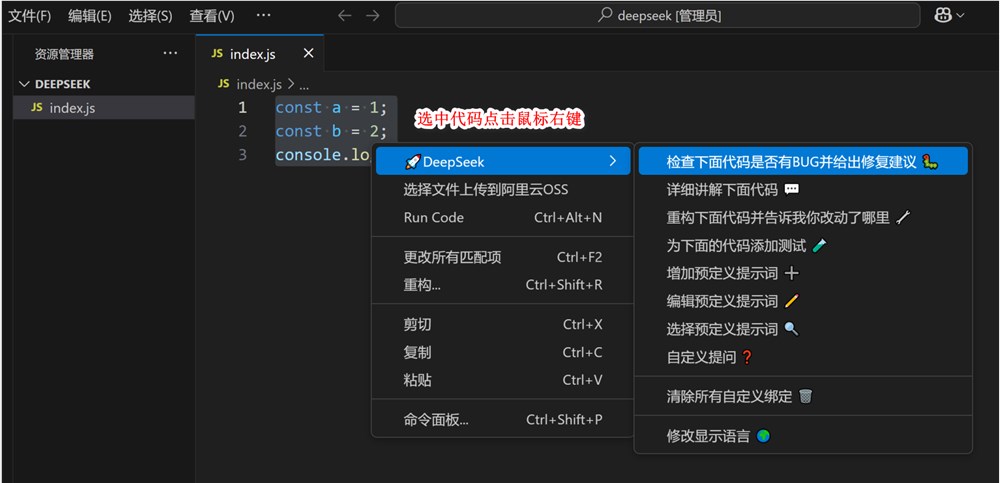 文件(F) 编辑(E) 选择(S) 查看(V) ··· deepseek [管理员]
资源管理器 ···
JS index.js
DEEPSEEK
JS index.js
JS index.js > ...
1 const a = 1;
2 const b = 2;
3 console.lo
选中代码点击鼠标右键
DeepSeek
选择文件上传到阿里云OSS
Run Code Ctrl+Alt+N
更改所有匹配项 Ctrl+F2
重构... Ctrl+Shift+R
剪切 Ctrl+X
复制 Ctrl+C
粘贴 Ctrl+V
命令面板... Ctrl+Shift+P
检查下面代码是否有BUG并给出修复建议
详细讲解下面代码
重构下面代码并告诉我你改动了哪里
为下面的代码添加测试
增加预定义提示词
编辑预定义提示词
选择预定义提示词
自定义提问
清除所有自定义绑定
修改显示语言